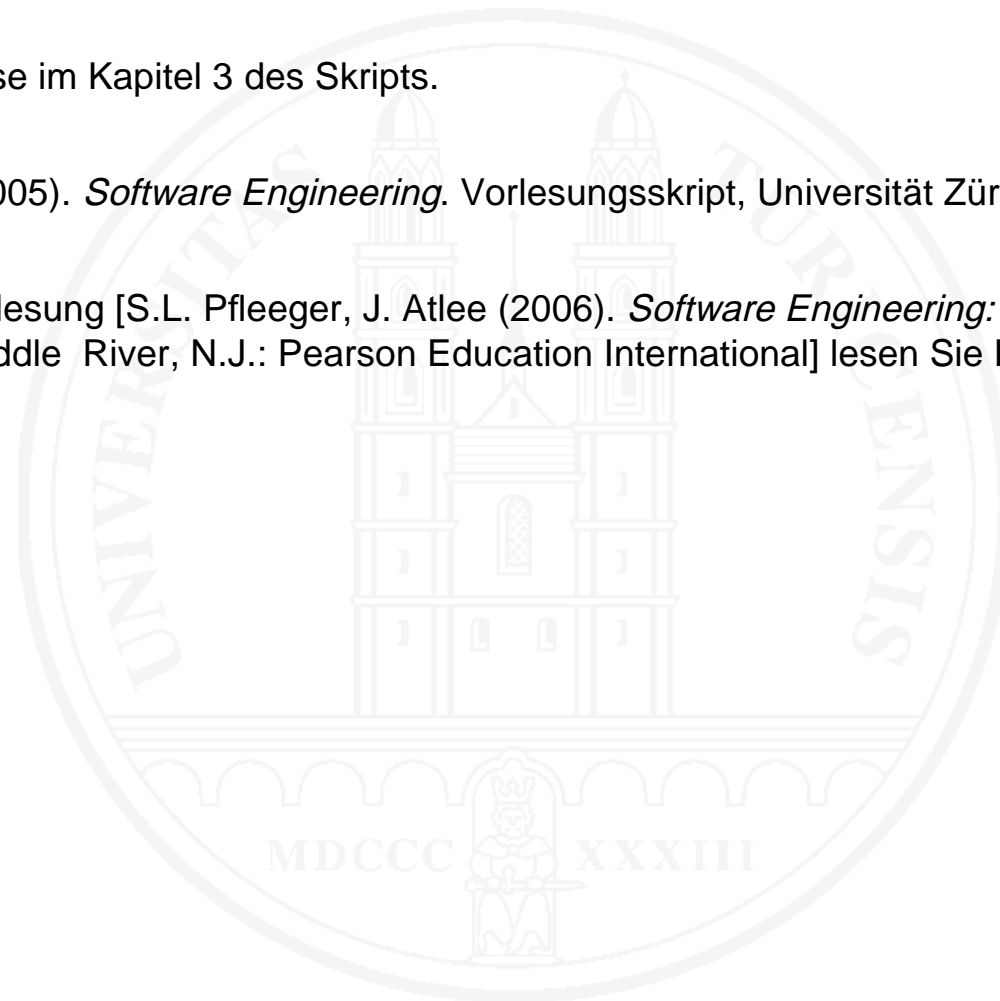 se im Kapitel 3 des Skripts.
005). Software Engineering. Vorlesungsskript, Universität Zür
lesung [S.L. Pfleeger, J. Atlee (2006). Software Engineering:
ddle River, N.J.: Pearson Education International] lesen Sie
UNIVERSITAS TURICENSIS
MDCCC XXXIII